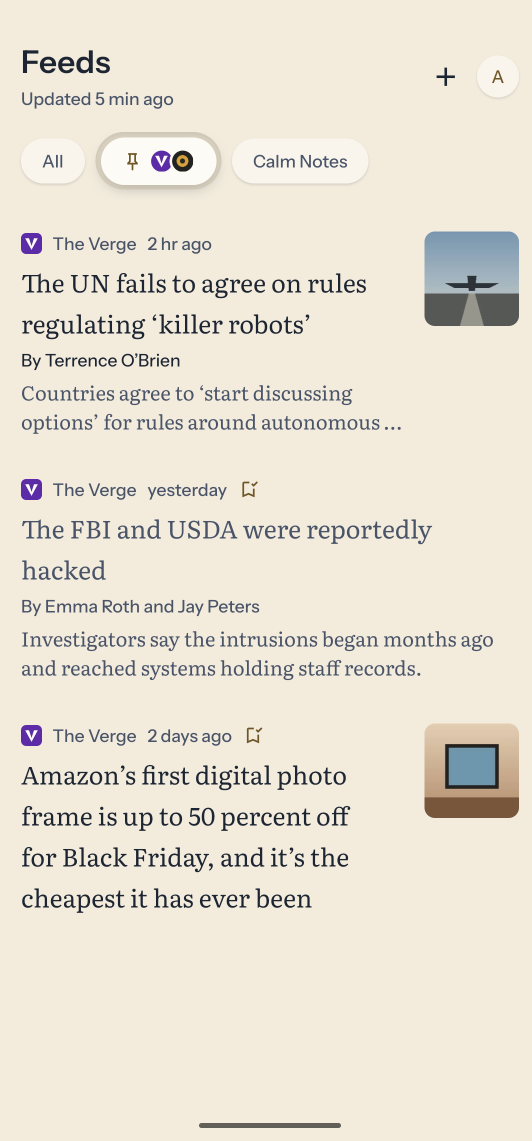 Feeds
Updated 5 min ago
A
All
V
Calm Notes
V The Verge 2 hr ago
The UN fails to agree on rules
regulating ‘killer robots’
By Terrence O’Brien
Countries agree to ‘start discussing
options’ for rules around autonomous ...
V The Verge yesterday
The FBI and USDA were reportedly
hacked
By Emma Roth and Jay Peters
Investigators say the intrusions began months ago
and reached systems holding staff records.
V The Verge 2 days ago
Amazon’s first digital photo
frame is up to 50 percent off
for Black Friday, and it’s the
cheapest it has ever been